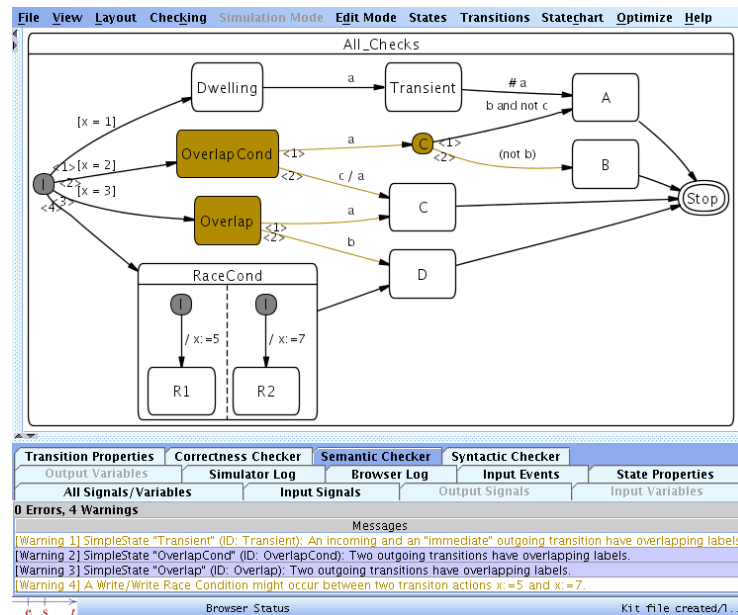 File View Layout Checking Simulation Mode Edit Mode States Transitions Statechart Optimize Help
All_Checks
Dwelling
a
Transient
# a
A
b and not c
[x = 1]
OverlapCond
<1>
a
C
<1>
<2>
(not b)
B
<1>
[x = 2]
I
<2>
[x = 3]
<3>
<4>
<2>
c / a
C
Stop
Overlap
<1>
a
<2>
b
D
RaceCond
I
I
/ x:=5
/ x:=7
R1
R2
Transition Properties Correctness Checker Semantic Checker Syntactic Checker
Output Variables Simulator Log Browser Log Input Events State Properties
All Signals/Variables Input Signals Output Signals Input Variables
0 Errors, 4 Warnings
Messages
[Warning 1] SimpleState "Transient" (ID: Transient): An incoming and an "immediate" outgoing transition have overlapping labels
[Warning 2] SimpleState "OverlapCond" (ID: OverlapCond): Two outgoing transitions have overlapping labels.
[Warning 3] SimpleState "Overlap" (ID: Overlap): Two outgoing transitions have overlapping labels.
[Warning 4] A Write/Write Race Condition might occur between two transiton actions x:=5 and x:=7.
e s t Browser Status Kit file created/l...